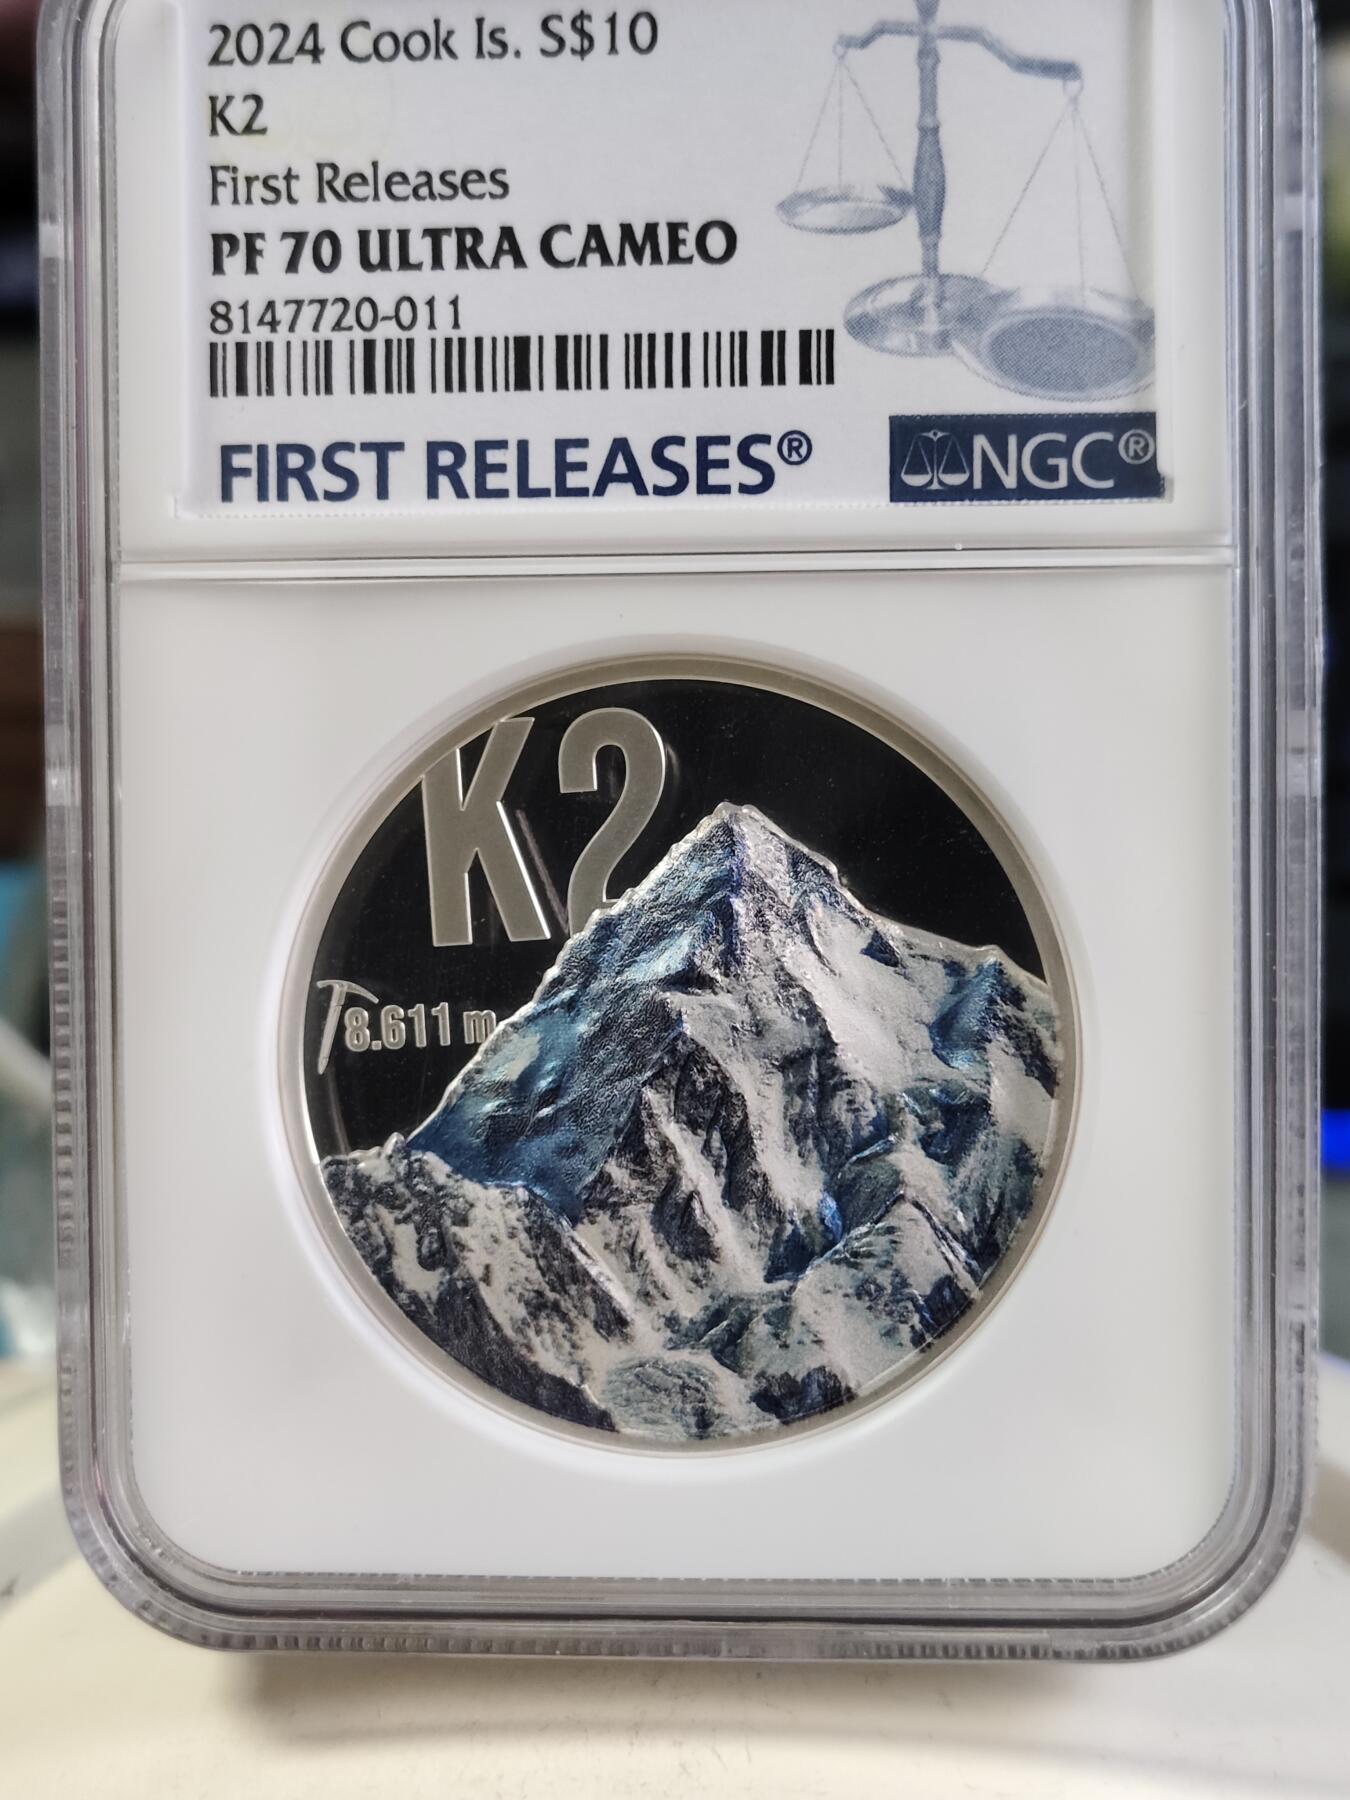 2024 Cook Is. S$10
K2
First Releases
PF 70 ULTRA CAMEO
8147720-011
FIRST RELEASES®
NGC®
K2
8.611 m